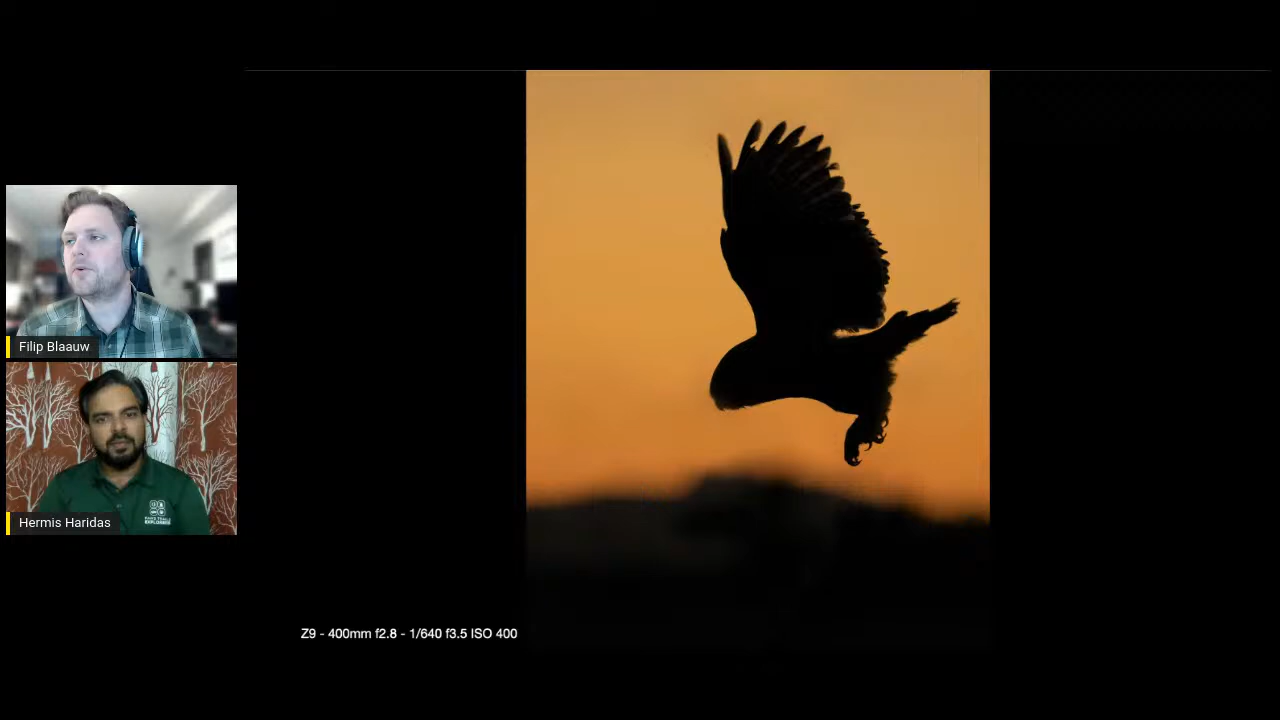 Filip Blaauw
Hermis Haridas
Z9 - 400mm f2.8 - 1/640 f3.5 ISO 400